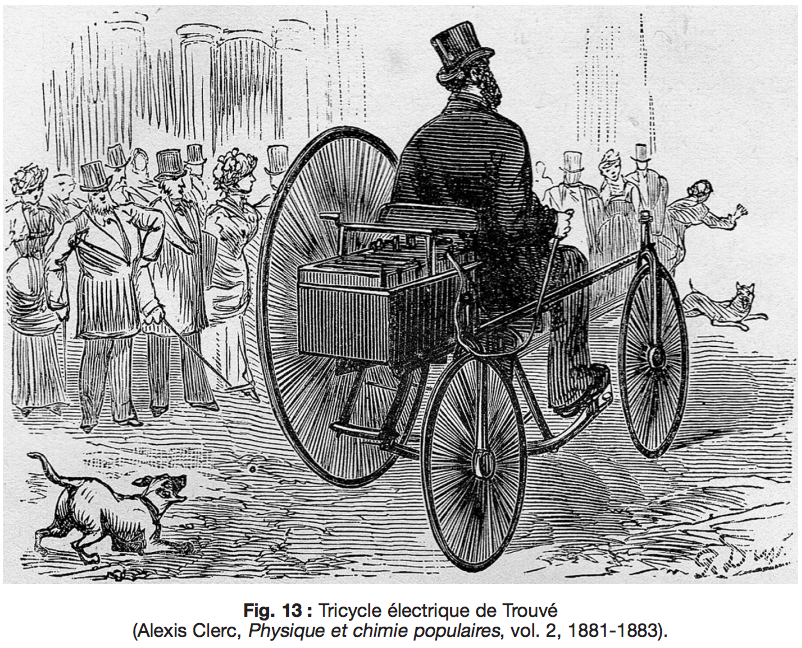 Fig. 13 : Tricycle électrique de Trouvé
(Alexis Clerc, Physique et chimie populaires, vol. 2, 1881-1883).